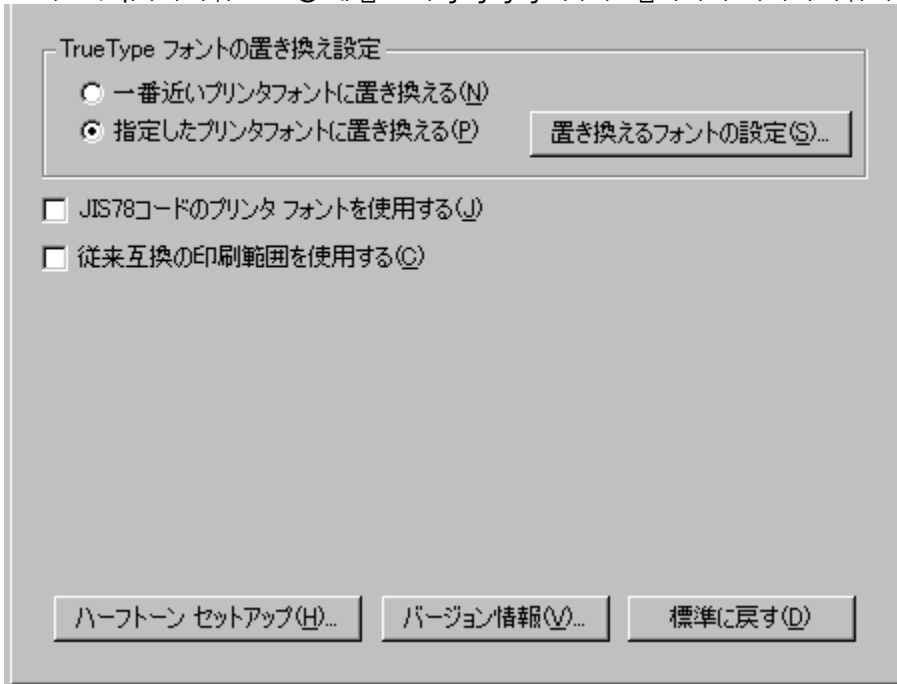 TrueType フォントの置き換え設定
一番近いプリンタフォントに置き換える(N)
指定したプリンタフォントに置き換える(P)
置き換えるフォントの設定(S)...
JIS78コードのプリンタ フォントを使用する(J)
従来互換の印刷範囲を使用する(C)
ハーフトーン セットアップ(H)... バージョン情報(V)... 標準に戻す(D)